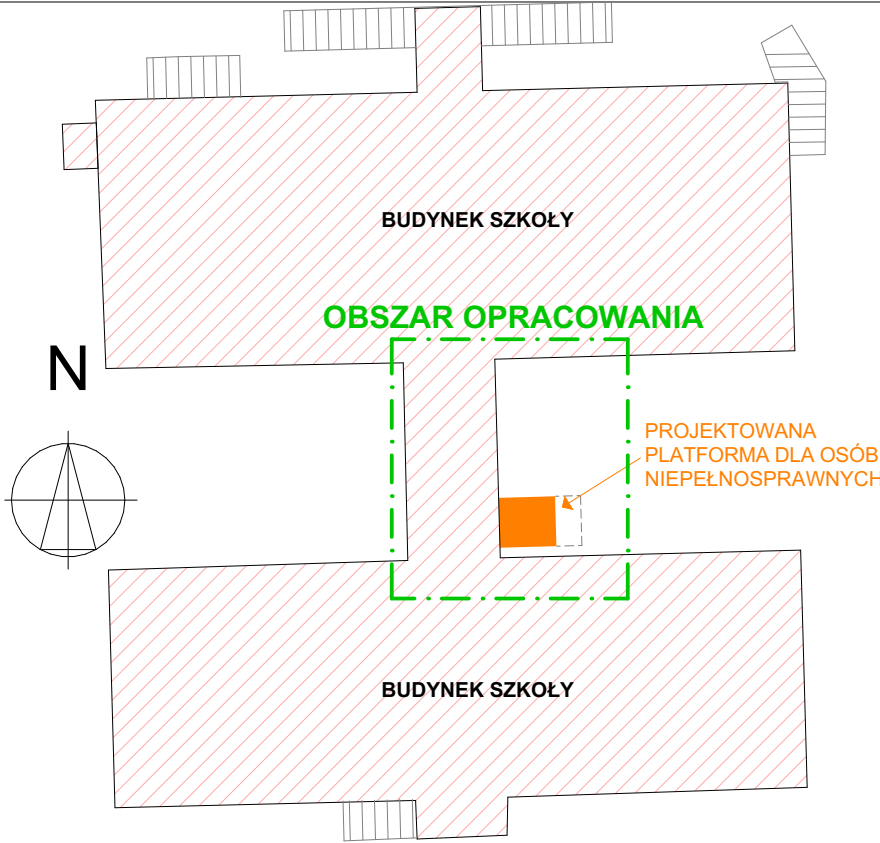 BUDYNEK SZKOŁY
OBSZAR OPRACOWANIA
N
PROJEKTOWANA
PLATFORMA DLA OSÓB
NIEPEŁNOSPRAWNYCH
BUDYNEK SZKOŁY